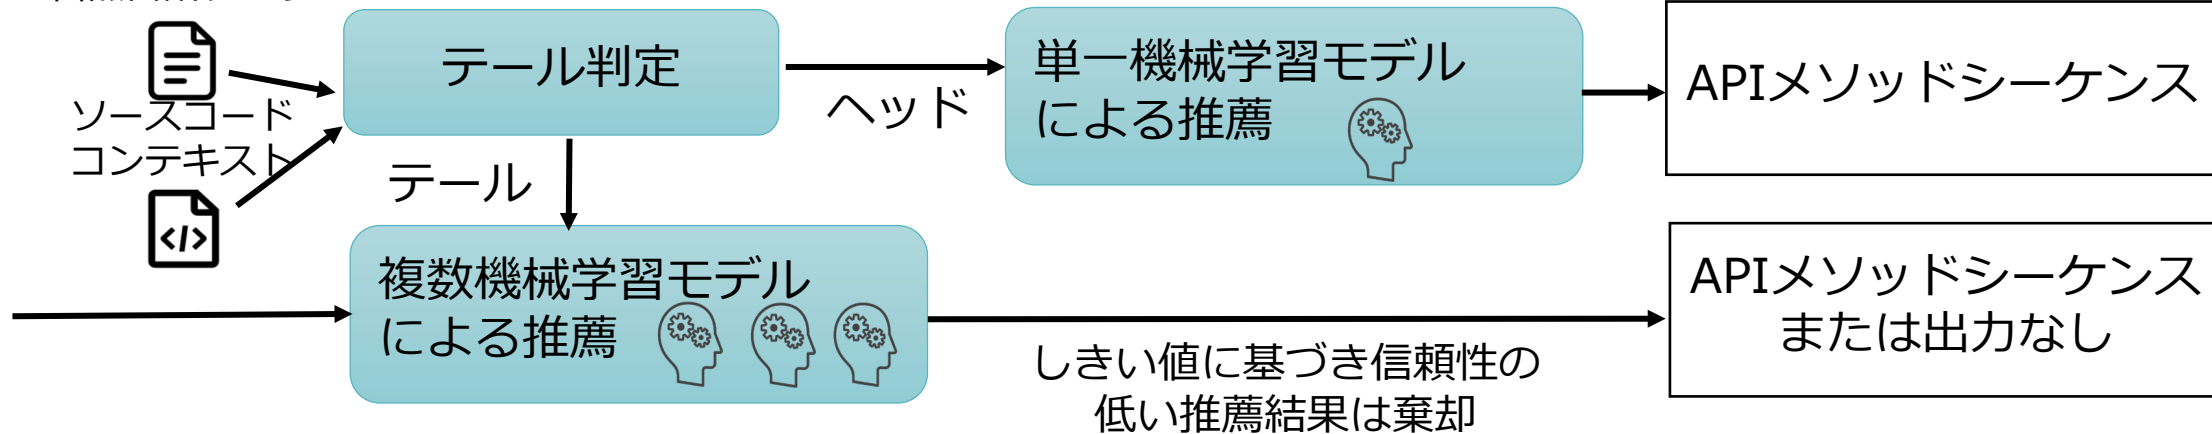 テール判定
ソースコード
コンテキスト
ヘッド
単一機械学習モデル
による推薦
APIメソッドシーケンス
テール
</>
複数機械学習モデル
による推薦
しきい値に基づき信頼性の
低い推薦結果は棄却
APIメソッドシーケンス
または出力なし